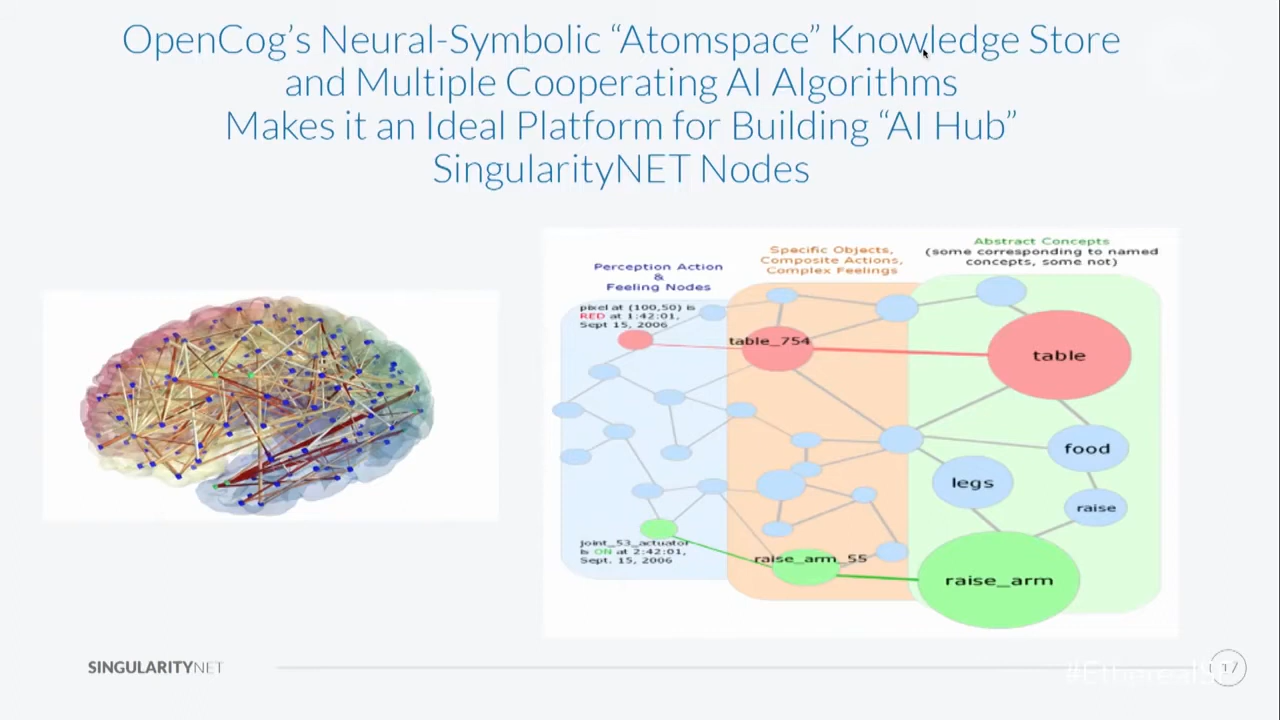 OpenCog's Neural-Symbolic “Atomspace” Knowledge Store
and Multiple Cooperating AI Algorithms
Makes it an Ideal Platform for Building “AI Hub”
SingularityNET Nodes
Perception Action
&
Feeling Nodes
Specific Objects,
Composite Actions,
Complex Feelings
Abstract Concepts
(some corresponding to named
concepts, some not)
pixel at (100,50) is
RED at 1:42:01,
Sept 15, 2006
table_754
table
food
legs
raise
joint_53_actuator
is ON at 2:42:01,
Sept. 15, 2006
raise_arm_55
raise_arm
SINGULARITYNET
17